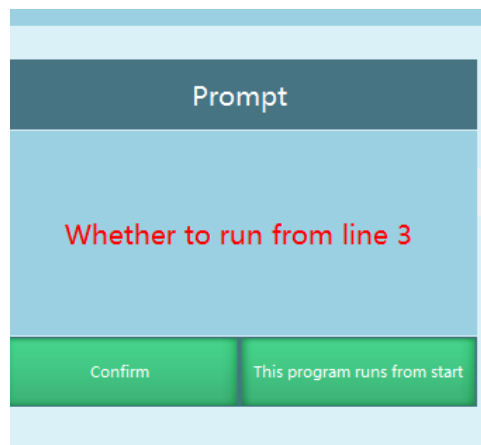 Prompt
Whether to run from line 3
Confirm
This program runs from start